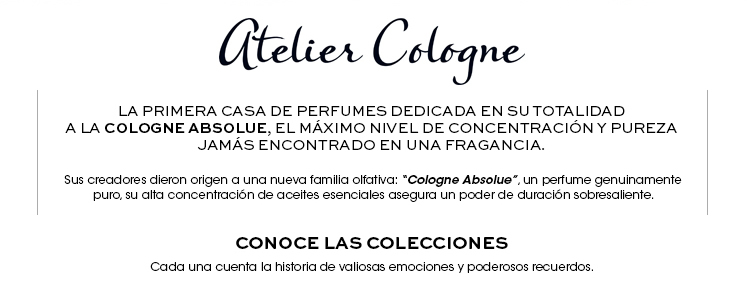 Atelier Cologne
LA PRIMERA CASA DE PERFUMES DEDICADA EN SU TOTALIDAD
A LA COLOGNE ABSOLUE, EL MÁXIMO NIVEL DE CONCENTRACIÓN Y PUREZA
JAMÁS ENCONTRADO EN UNA FRAGANCIA.
Sus creadores dieron origen a una nueva familia olfativa: "Cologne Absolue", un perfume genuinamente
puro, su alta concentración de aceites esenciales asegura un poder de duración sobresaliente.
CONOCE LAS COLECCIONES
Cada una cuenta la historia de valiosas emociones y poderosos recuerdos.